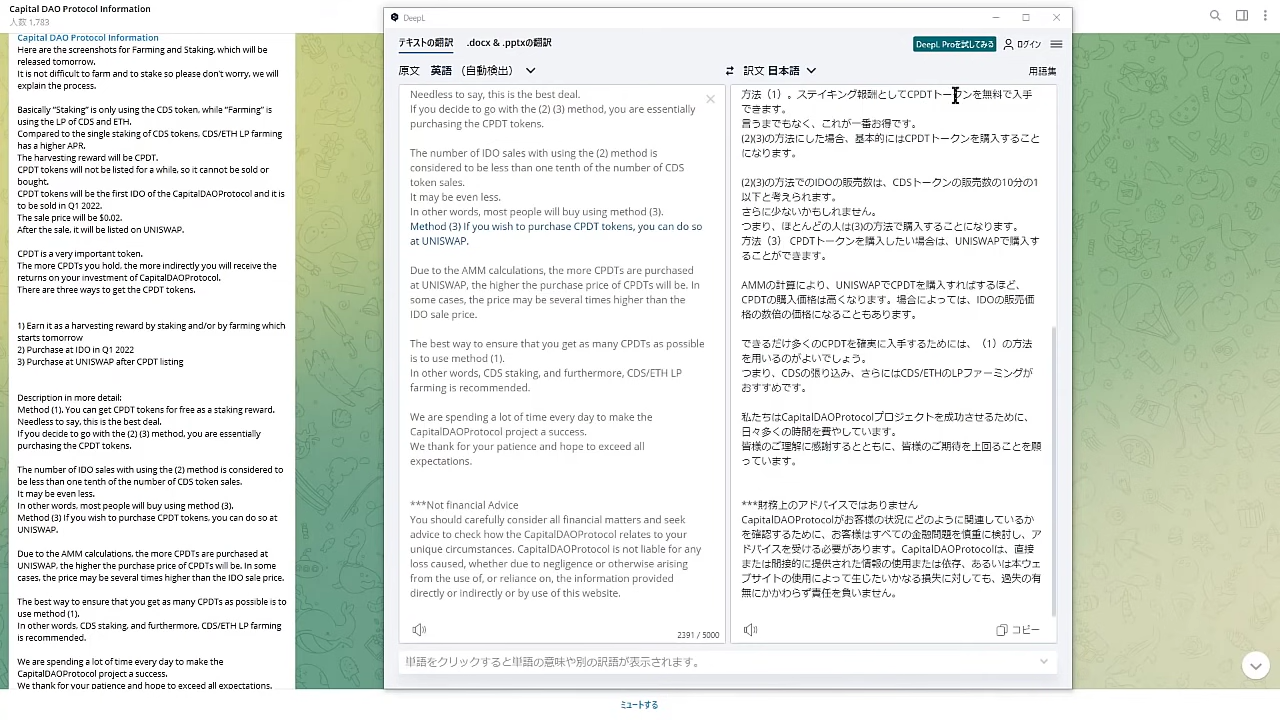 Capital DAO Protocol Information
人数 1,783
Capital DAO Protocol Information
Here are the screenshots for Farming and Staking, which will be
released tomorrow.
It is not difficult to farm and to stake so please don't worry, we will
explain the process.
Basically "Staking" is only using the CDS token, while "Farming" is
using the LP of CDS and ETH.
Compared to the single staking of CDS tokens, CDS/ETH LP farming
has a higher APR.
The harvesting reward will be CPDT.
CPDT tokens will not be listed for a while, so it cannot be sold or
bought.
CPDT tokens will be the first IDO of the CapitalDAOProtocol and it is
to be sold in Q1 2022.
The sale price will be $0.02.
After the sale, it will be listed on UNISWAP.
CPDT is a very important token.
The more CPDTs you hold, the more indirectly you will receive the
returns on your investment of CapitalDAOProtocol.
There are three ways to get the CPDT tokens.
1) Earn it as a harvesting reward by staking and/or by farming which
starts tomorrow
2) Purchase at IDO in Q1 2022
3) Purchase at UNISWAP after CPDT listing
Description in more detail:
Method (1). You can get CPDT tokens for free as a staking reward.
Needless to say, this is the best deal.
If you decide to go with the (2) (3) method, you are essentially
purchasing the CPDT tokens.
The number of IDO sales with using the (2) method is considered to
be less than one tenth of the number of CDS token sales.
It may be even less.
In other words, most people will buy using method (3).
Method (3) If you wish to purchase CPDT tokens, you can do so at
UNISWAP.
Due to the AMM calculations, the more CPDTs are purchased at
UNISWAP, the higher the purchase price of CPDTs will be. In some
cases, the price may be several times higher than the IDO sale price.
The best way to ensure that you get as many CPDTs as possible is to
use method (1).
In other words, CDS staking, and furthermore, CDS/ETH LP farming
is recommended.
We are spending a lot of time every day to make the
CapitalDAOProtocol project a success.
We thank for your patience and hope to exceed all expectations.
DeepL
テキストの翻訳 .docx & .pptxの翻訳
DeepL Proを試してみる ログイン
原文 英語 (自動検出)
訳文 日本語
用語集
Needless to say, this is the best deal.
If you decide to go with the (2) (3) method, you are essentially
purchasing the CPDT tokens.
The number of IDO sales with using the (2) method is
considered to be less than one tenth of the number of CDS
token sales.
It may be even less.
In other words, most people will buy using method (3).
Method (3) If you wish to purchase CPDT tokens, you can do so
at UNISWAP.
Due to the AMM calculations, the more CPDTs are purchased
at UNISWAP, the higher the purchase price of CPDTs will be. In
some cases, the price may be several times higher than the
IDO sale price.
The best way to ensure that you get as many CPDTs as possible
is to use method (1).
In other words, CDS staking, and furthermore, CDS/ETH LP
farming is recommended.
We are spending a lot of time every day to make the
CapitalDAOProtocol project a success.
We thank for your patience and hope to exceed all
expectations.
***Not financial Advice
You should carefully consider all financial matters and seek
advice to check how the CapitalDAOProtocol relates to your
unique circumstances. CapitalDAOProtocol is not liable for any
loss caused, whether due to negligence or otherwise arising
from the use of, or reliance on, the information provided
directly or indirectly or by use of this website.
2391 / 5000
方法（1）。ステイキング報酬としてCPDTトークンを無料で入手
できます。
言うまでもなく、これが一番お得です。
(2)(3)の方法にした場合、基本的にはCPDTトークンを購入すること
になります。
(2)(3)の方法でのIDOの販売数は、CDSトークンの販売数の10分の1
以下と考えられます。
さらに少ないかもしれません。
つまり、ほとんどの人は(3)の方法で購入することになります。
方法（3） CPDTトークンを購入したい場合は、UNISWAPで購入す
ることができます。
AMMの計算により、UNISWAPでCPDTを購入すればするほど、
CPDTの購入価格は高くなります。場合によっては、IDOの販売価
格の数倍の価格になることもあります。
できるだけ多くのCPDTを確実に入手するためには、（1）の方法
を用いるのがよいでしょう。
つまり、CDSの張り込み、さらにはCDS/ETHのLPファーミングが
おすすめです。
私たちはCapitalDAOProtocolプロジェクトを成功させるために、
日々多くの時間を費やしています。
皆様のご理解に感謝するとともに、皆様のご期待を上回ることを願
っています。
***財務上のアドバイスではありません
CapitalDAOProtocolがお客様の状況にどのように関連しているか
を確認するために、お客様はすべての金融問題を慎重に検討し、ア
ドバイスを受ける必要があります。CapitalDAOProtocolは、直接
または間接的に提供された情報の使用または依存、あるいは本ウェ
ブサイトの使用によって生じたいかなる損失に対しても、過失の有
無にかかわらず責任を負いません。
コピー
単語をクリックすると単語の意味や別の訳語が表示されます。
ミュートする